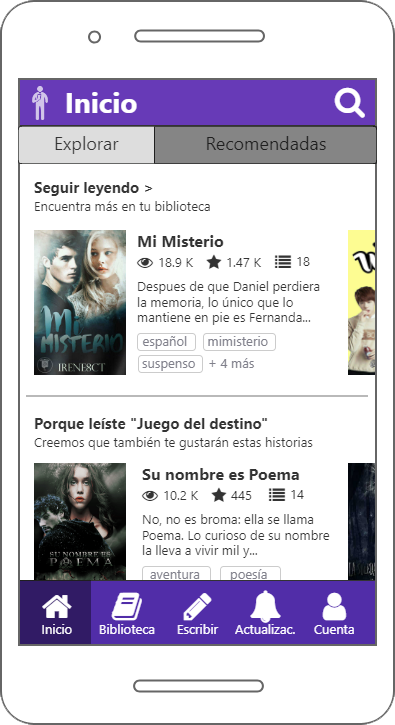 Inicio
Explorar Recomendadas
Seguir leyendo >
Encuentra más en tu biblioteca
Mi Misterio
18.9 K 1.47 K 18
Despues de que Daniel perdiera
la memoria, lo único que lo
mantiene en pie es Fernanda...
español mimisterio
suspenso + 4 más
Mi
MISTERIO
IRENE8CT
Porque leíste "Juego del destino"
Creemos que también te gustarán estas historias
Su nombre es Poema
10.2 K 445 14
No, no es broma: ella se llama
Poema. Lo curioso de su nombre
la lleva a vivir mil y...
aventura poesía
SU NOMBRE ES
POEMA
Inicio Biblioteca Escribir Actualizac. Cuenta